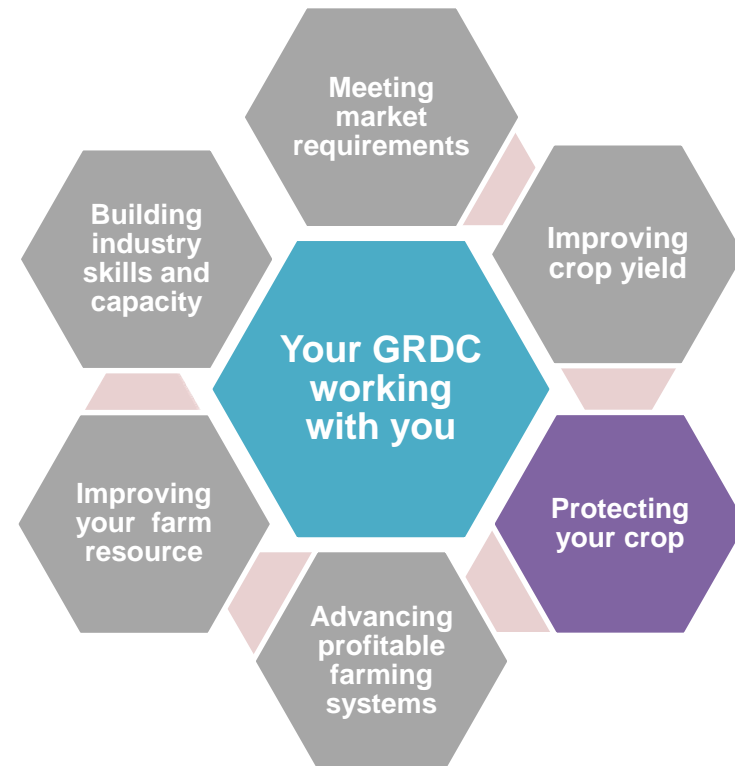 Meeting
market
requirements
Building
industry
skills and
capacity
Improving
crop yield
Your GRDC
working
with you
Improving
your farm
resource
Protecting
your crop
Advancing
profitable
farming
systems